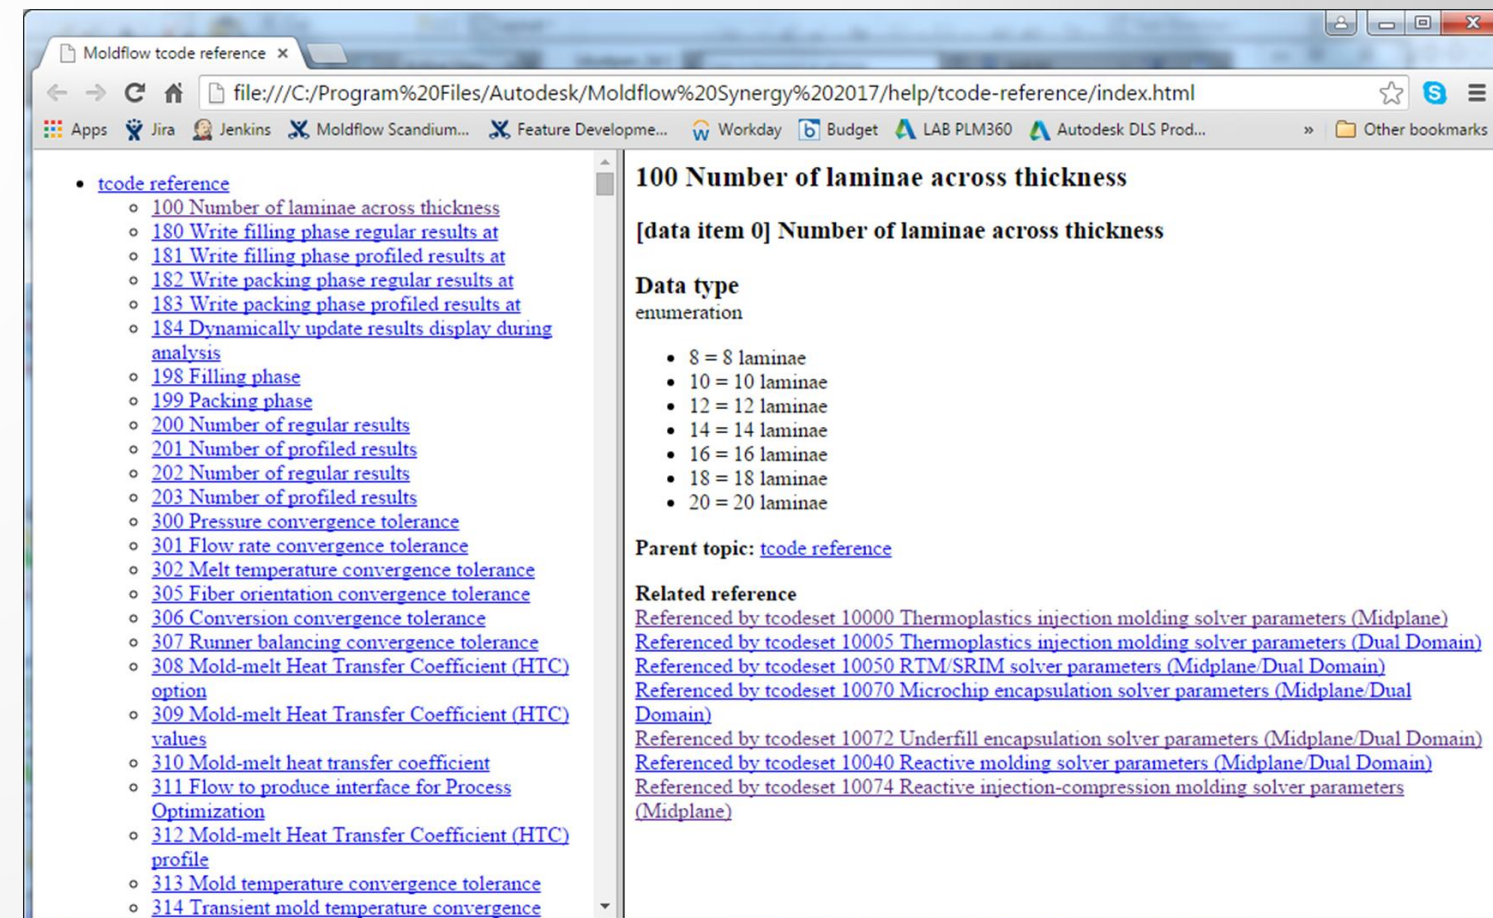 Moldflow tcode reference
file:///C:/Program%20Files/Autodesk/Moldflow%20Synergy%202017/help/tcode-reference/index.html
Apps Jira Jenkins Moldflow Scandium... Feature Developme... Workday Budget LAB PLM360 Autodesk DLS Prod... » Other bookmarks
tcode reference
100 Number of laminae across thickness
180 Write filling phase regular results at
181 Write filling phase profiled results at
182 Write packing phase regular results at
183 Write packing phase profiled results at
184 Dynamically update results display during
analysis
198 Filling phase
199 Packing phase
200 Number of regular results
201 Number of profiled results
202 Number of regular results
203 Number of profiled results
300 Pressure convergence tolerance
301 Flow rate convergence tolerance
302 Melt temperature convergence tolerance
305 Fiber orientation convergence tolerance
306 Conversion convergence tolerance
307 Runner balancing convergence tolerance
308 Mold-melt Heat Transfer Coefficient (HTC)
option
309 Mold-melt Heat Transfer Coefficient (HTC)
values
310 Mold-melt heat transfer coefficient
311 Flow to produce interface for Process
Optimization
312 Mold-melt Heat Transfer Coefficient (HTC)
profile
313 Mold temperature convergence tolerance
314 Transient mold temperature convergence
100 Number of laminae across thickness
[data item 0] Number of laminae across thickness
Data type
enumeration
8 = 8 laminae
10 = 10 laminae
12 = 12 laminae
14 = 14 laminae
16 = 16 laminae
18 = 18 laminae
20 = 20 laminae
Parent topic: tcode reference
Related reference
Referenced by tcodeset 10000 Thermoplastics injection molding solver parameters (Midplane)
Referenced by tcodeset 10005 Thermoplastics injection molding solver parameters (Dual Domain)
Referenced by tcodeset 10050 RTM/SRIM solver parameters (Midplane/Dual Domain)
Referenced by tcodeset 10070 Microchip encapsulation solver parameters (Midplane/Dual
Domain)
Referenced by tcodeset 10072 Underfill encapsulation solver parameters (Midplane/Dual Domain)
Referenced by tcodeset 10040 Reactive molding solver parameters (Midplane/Dual Domain)
Referenced by tcodeset 10074 Reactive injection-compression molding solver parameters
(Midplane)